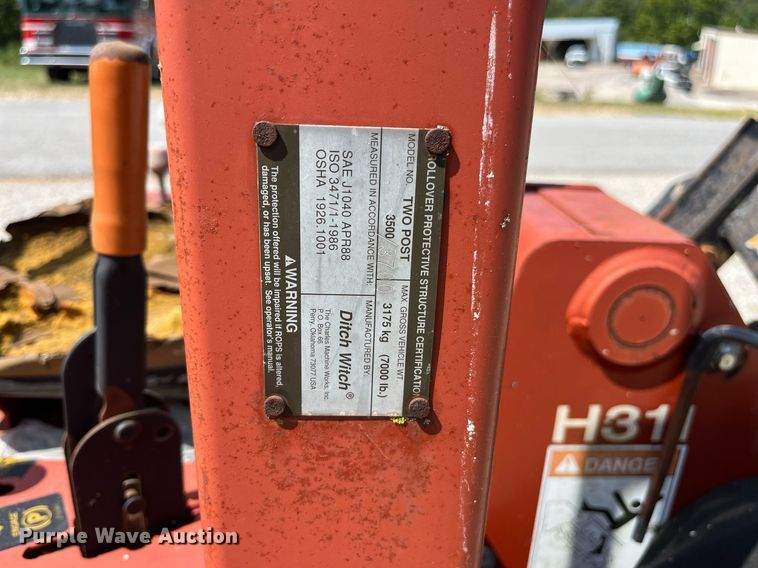 ROLLOVER PROTECTIVE STRUCTURE CERTIFICATION
MODEL NO. TWO POST
3500
MAX GROSS VEHICLE WT
3175 kg (7000 lb.)
MEASURED IN ACCORDANCE WITH:
SAE J1040 APR88
ISO 3471/1-1986
OSHA 1926.1001
MANUFACTURED BY:
Ditch Witch®
The Charles Machine Works, Inc.
P.O. Box 66
Perry, Oklahoma 73077 USA
WARNING
The protection offered will be impaired if ROPS is altered,
damaged, or has been upset. See operator's manual.
H31
DANGER
Purple Wave Auction